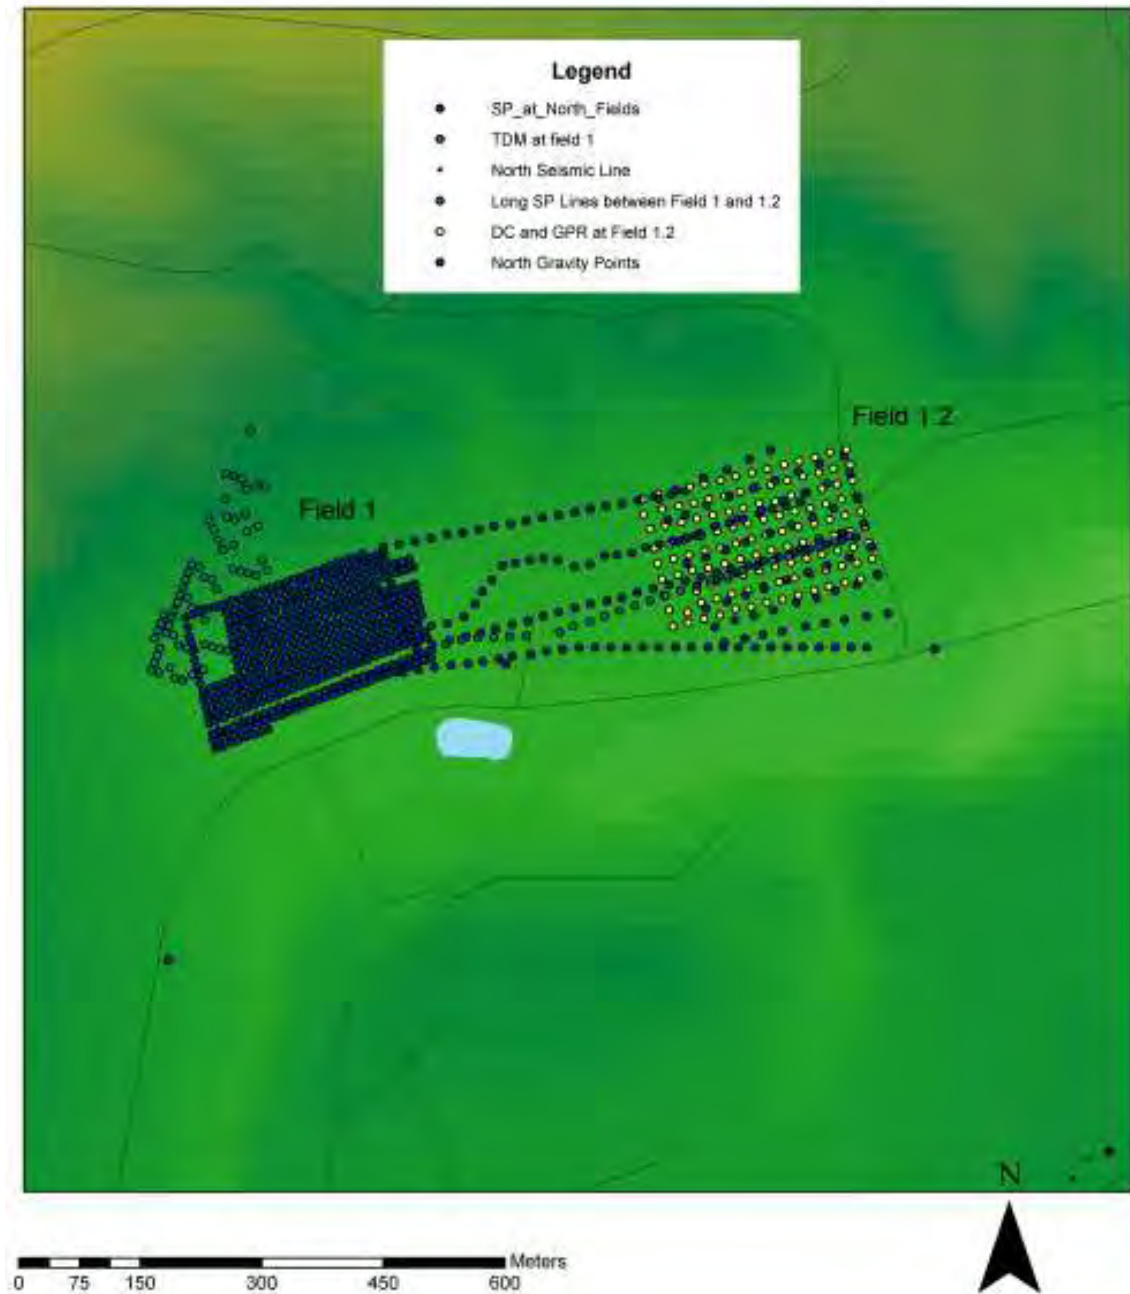 Legend
SP_at_North_Fields
TDM at field 1
North Seismic Line
Long SP Lines between Field 1 and 1.2
DC and GPR at Field 1.2
North Gravity Points
Field 1.2
Field 1
N
Meters
0 75 150 300 450 600